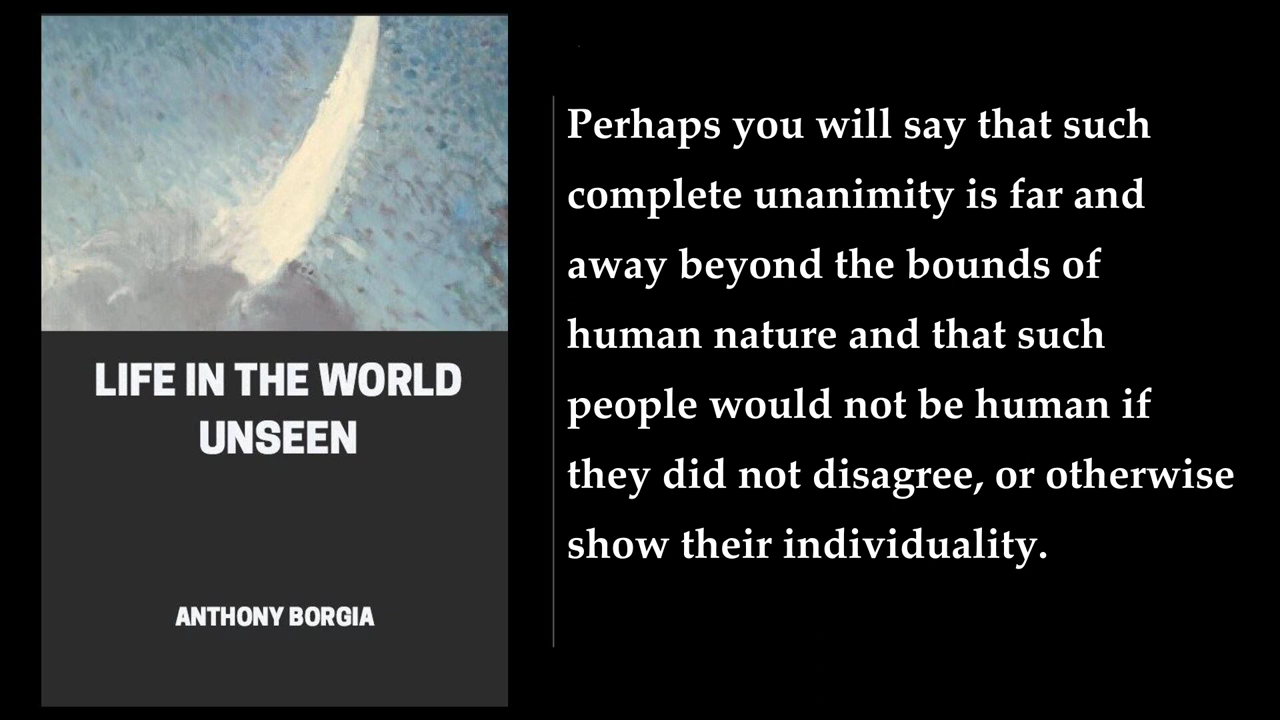 LIFE IN THE WORLD
UNSEEN
ANTHONY BORGIA
Perhaps you will say that such
complete unanimity is far and
away beyond the bounds of
human nature and that such
people would not be human if
they did not disagree, or otherwise
show their individuality.